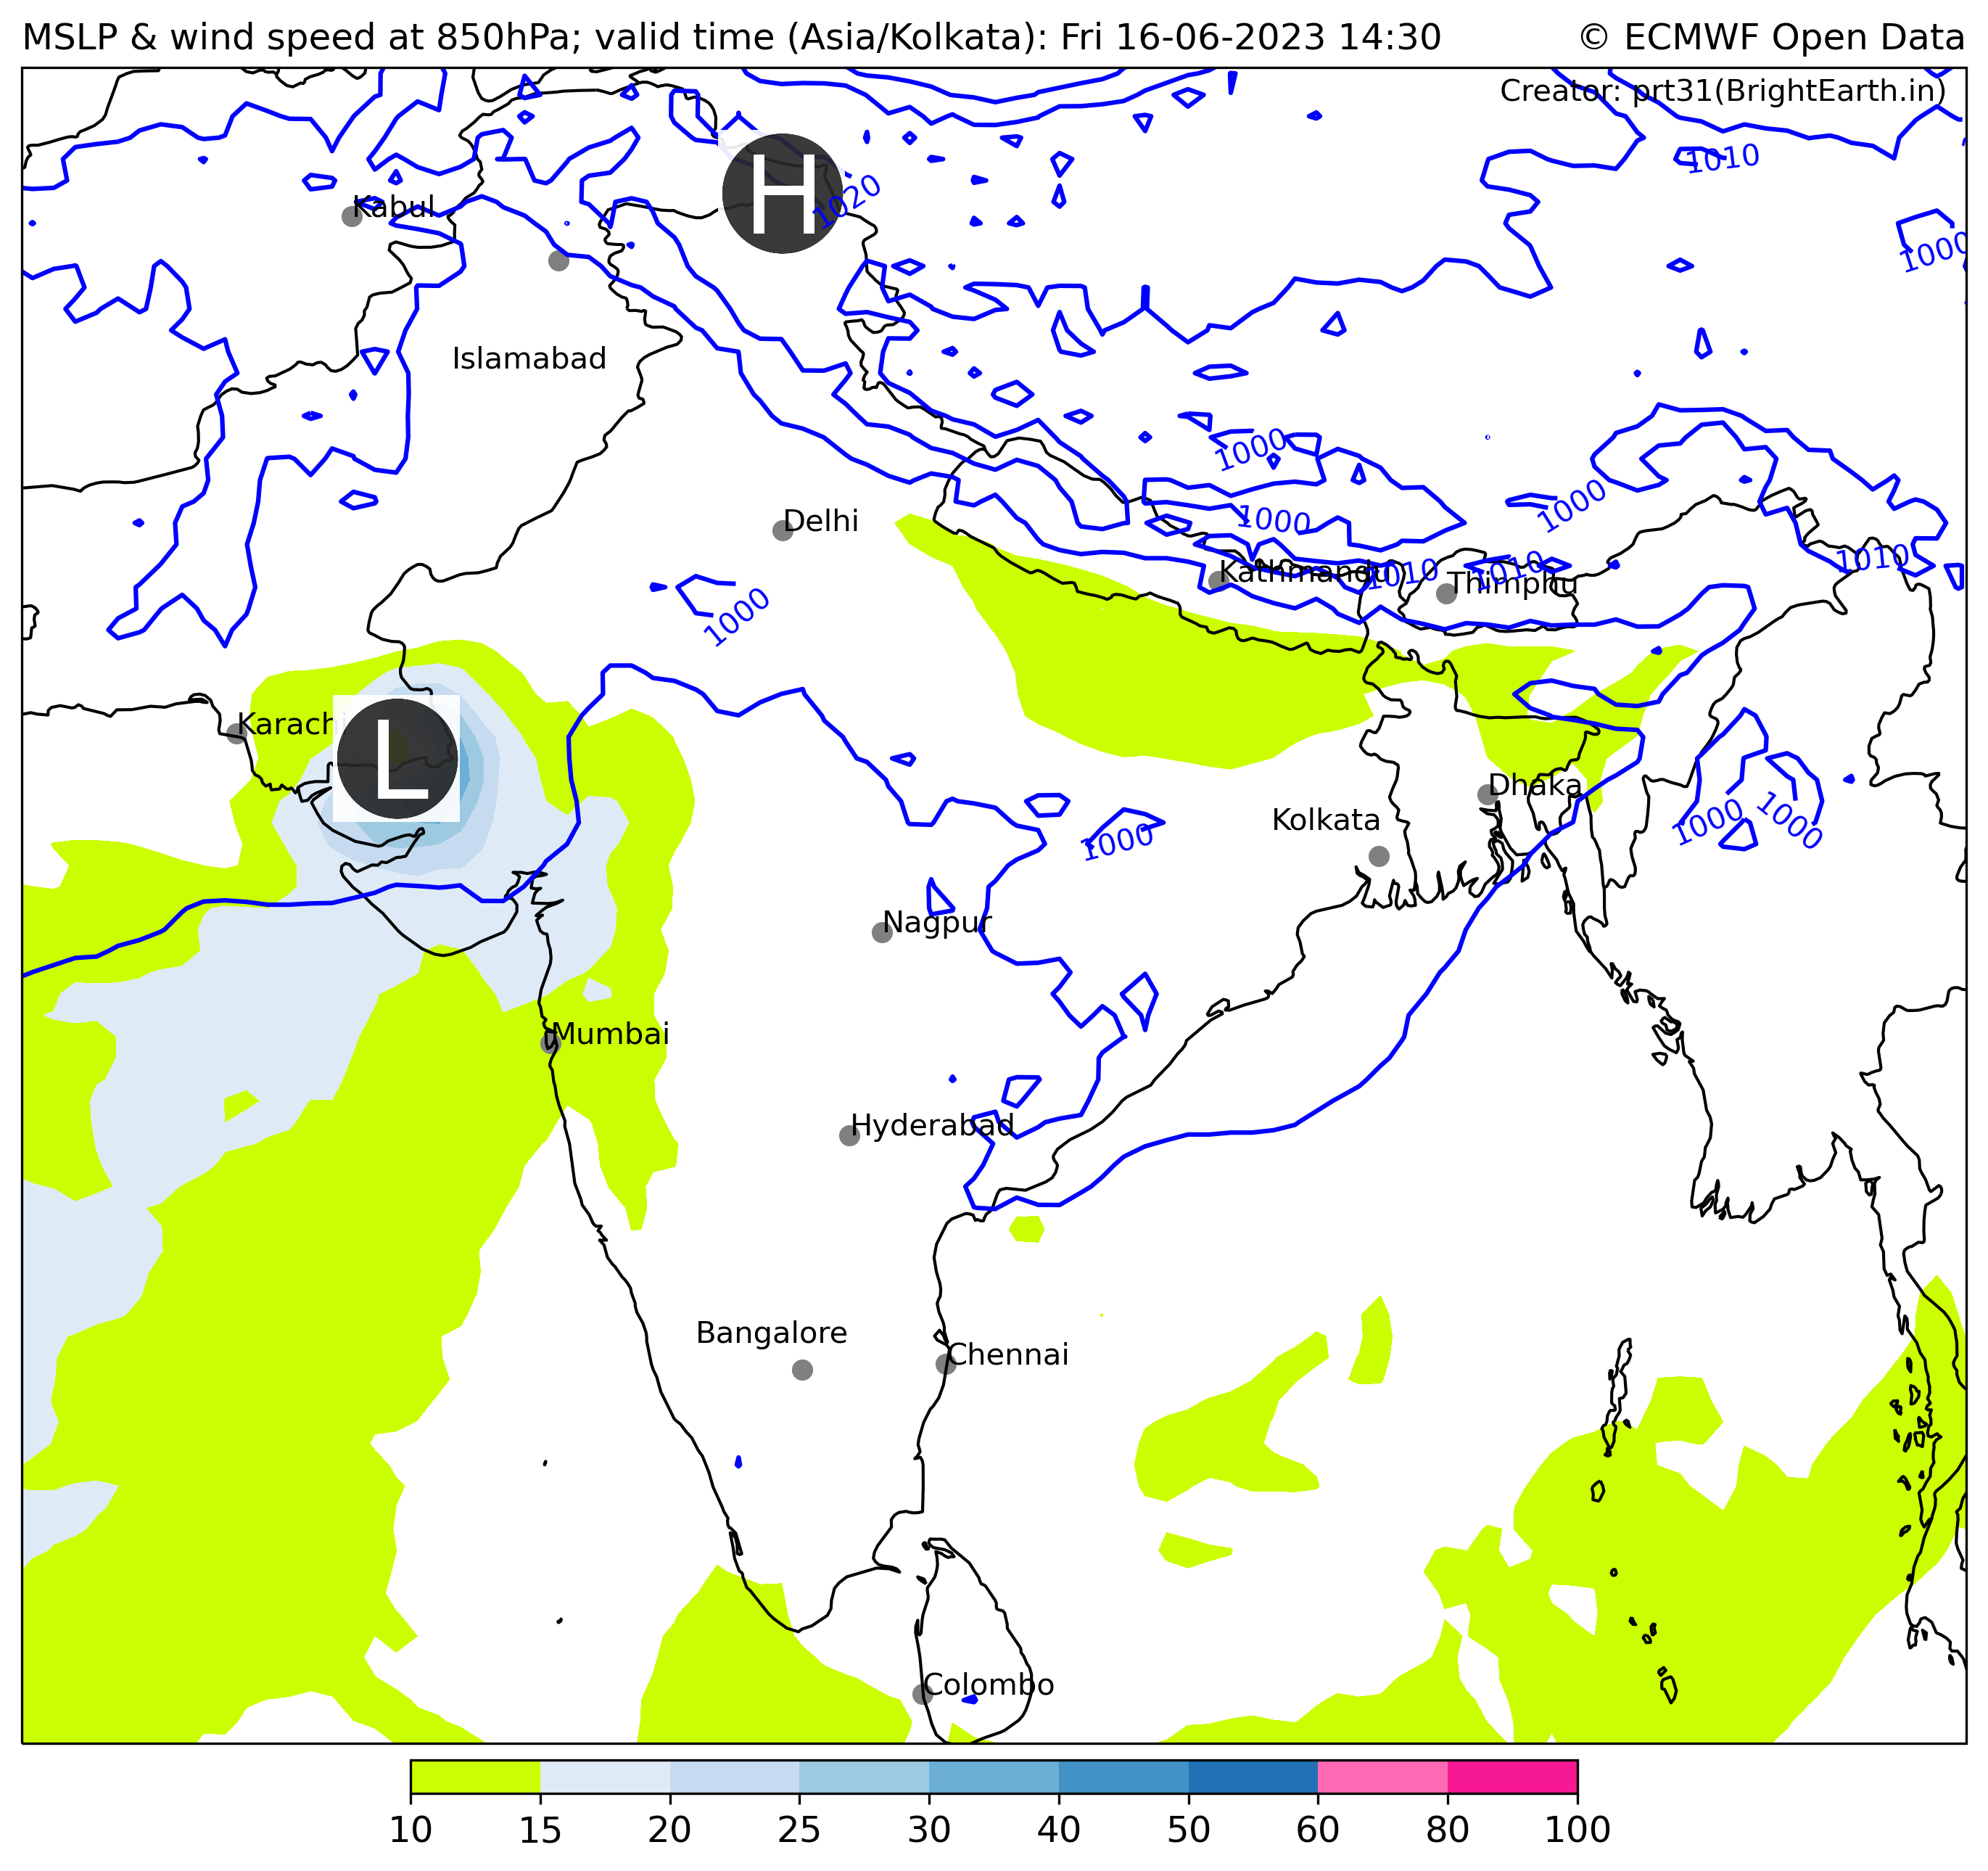 MSLP & wind speed at 850hPa; valid time (Asia/Kolkata): Fri 16-06-2023 14:30
© ECMWF Open Data
Creator: prt31(BrightEarth.in)
1010
H
1020
Kabul
1000
Islamabad
1000
1000
1000
Delhi
1010
Kathmandu
1010
1010
Thimphu
1000
Karachi
L
Dhaka
Kolkata
1000
1000
1000
Nagpur
Mumbai
Hyderabad
Bangalore
Chennai
Colombo
10 15 20 25 30 40 50 60 80 100